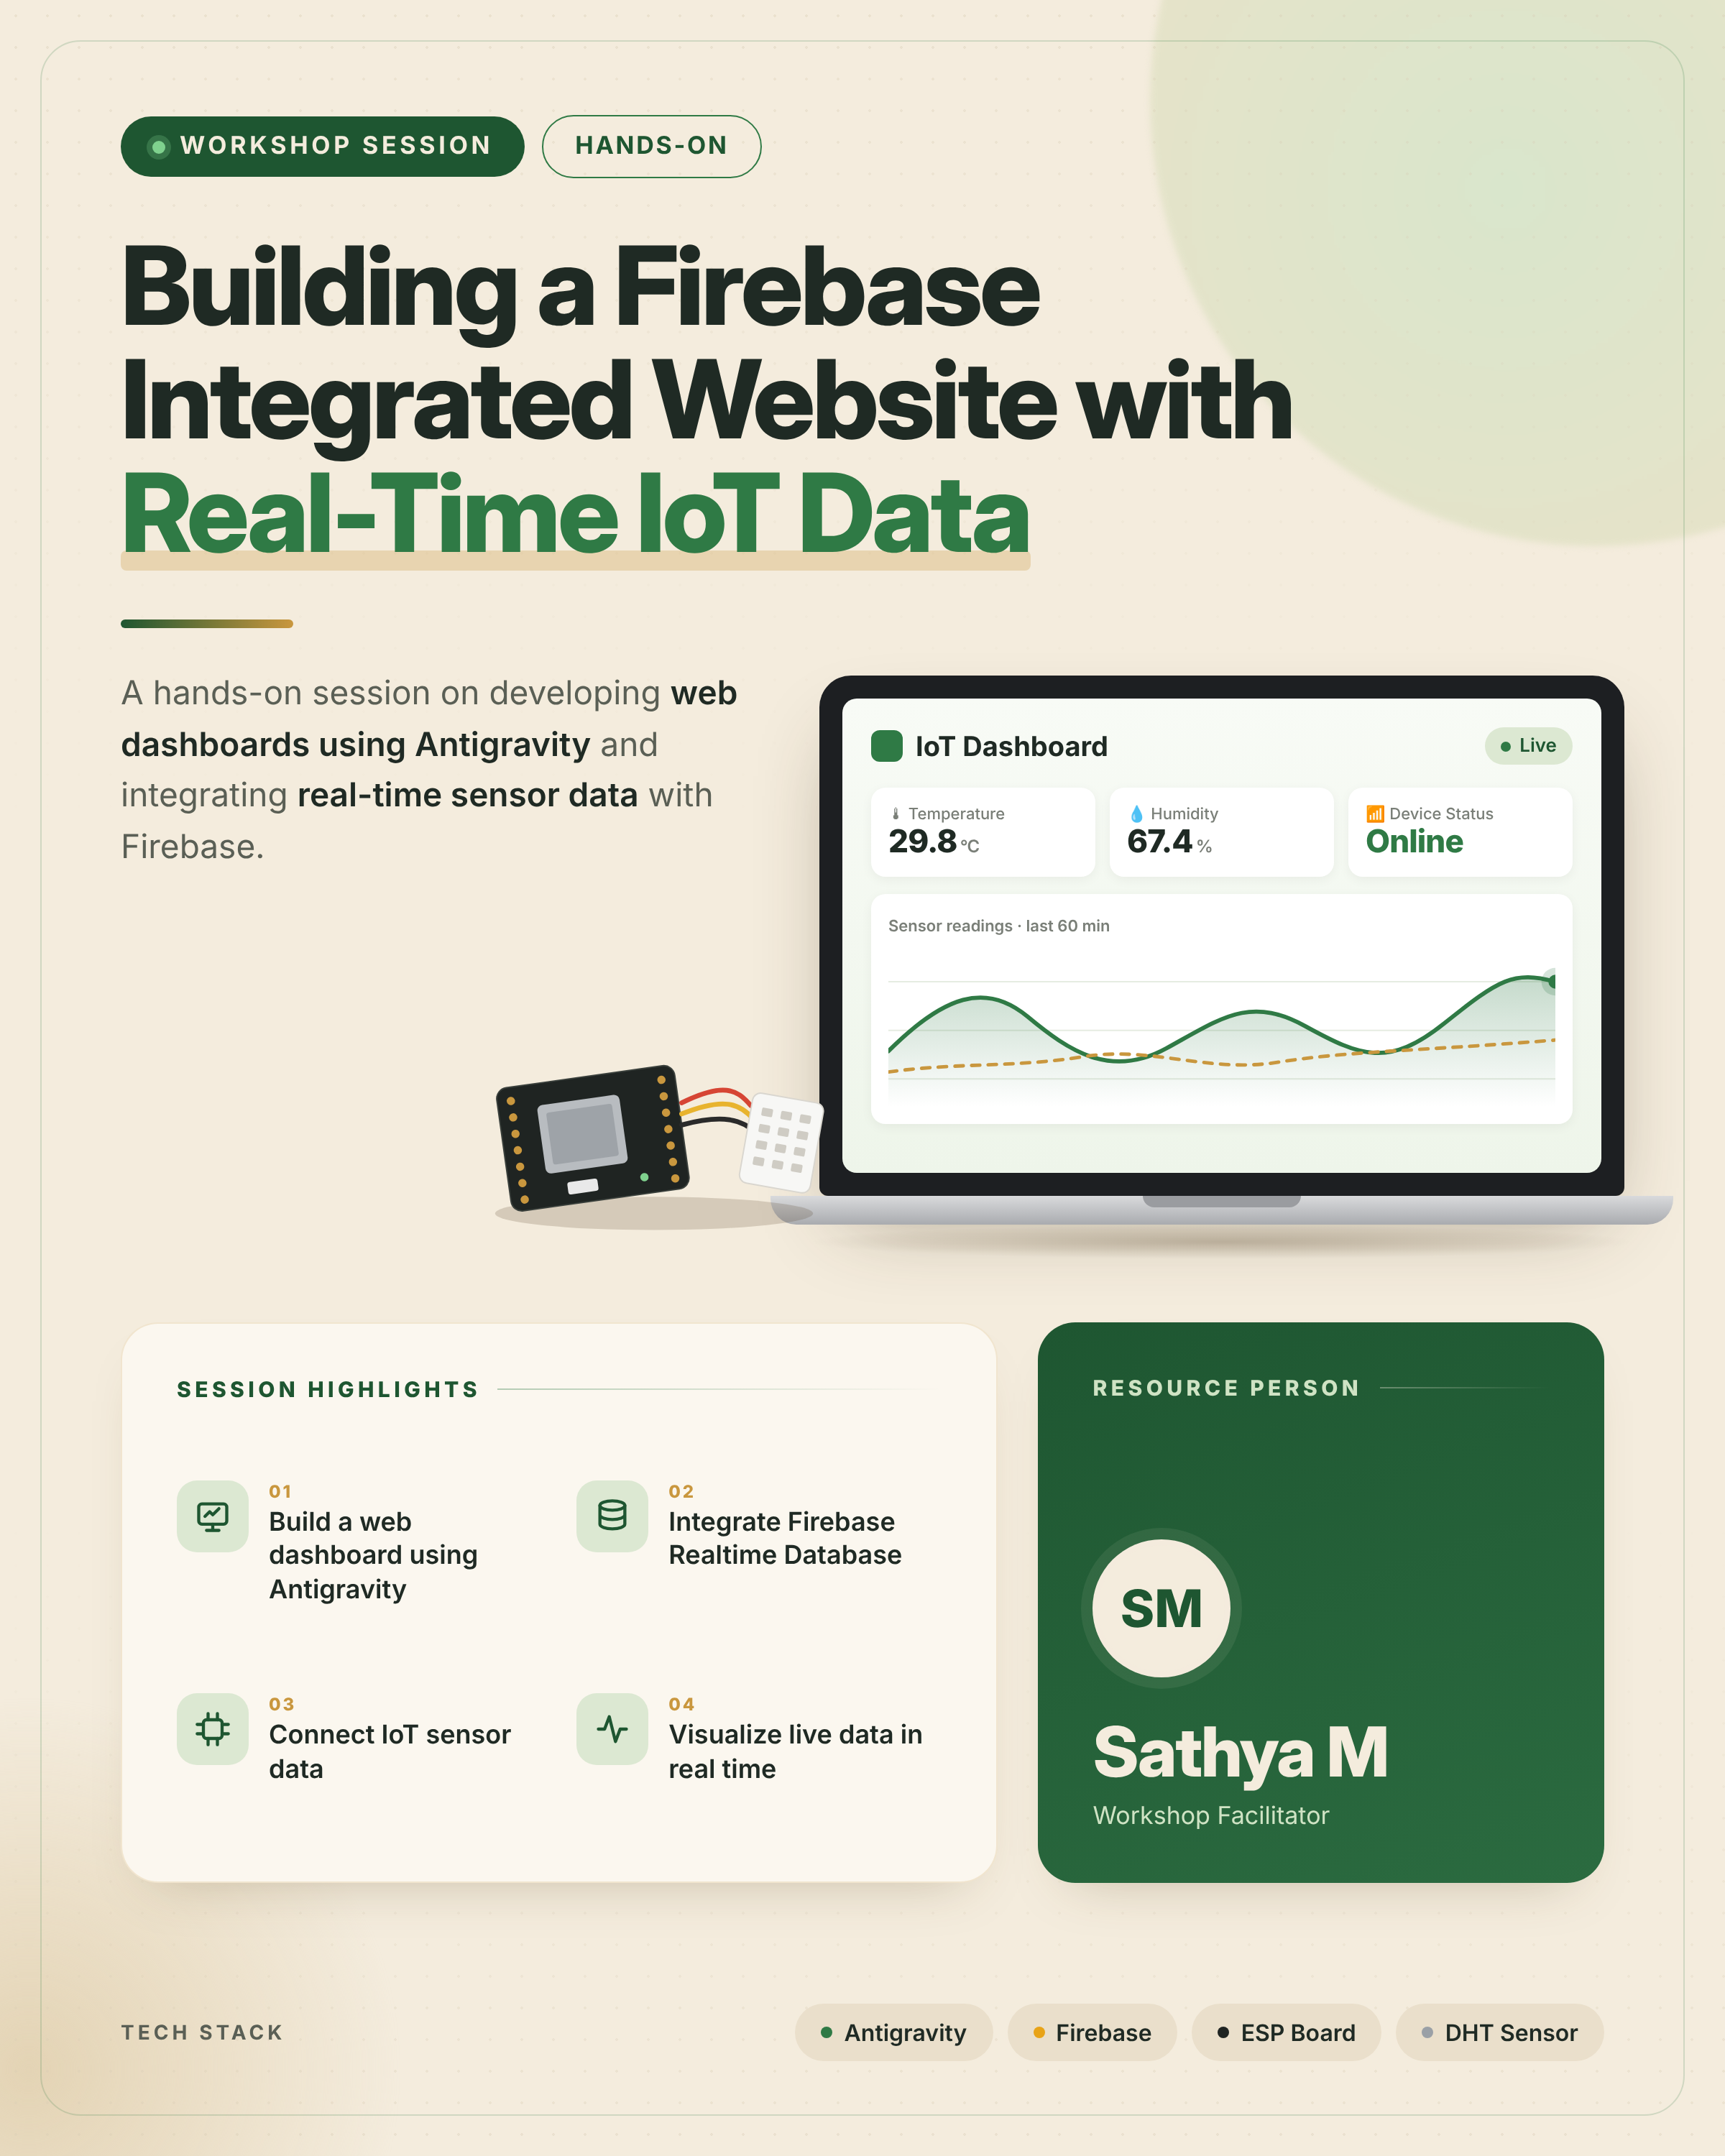 WORKSHOP SESSION
HANDS-ON
Building a Firebase
Integrated Website with
Real-Time IoT Data
A hands-on session on developing web
dashboards using Antigravity and
integrating real-time sensor data with
Firebase.
IoT Dashboard
Live
🌡 Temperature
29.8 °C
💧 Humidity
67.4 %
📶 Device Status
Online
Sensor readings · last 60 min
SESSION HIGHLIGHTS
01
Build a web
dashboard using
Antigravity
02
Integrate Firebase
Realtime Database
03
Connect IoT sensor
data
04
Visualize live data in
real time
RESOURCE PERSON
SM
Sathya M
Workshop Facilitator
TECH STACK
Antigravity
Firebase
ESP Board
DHT Sensor